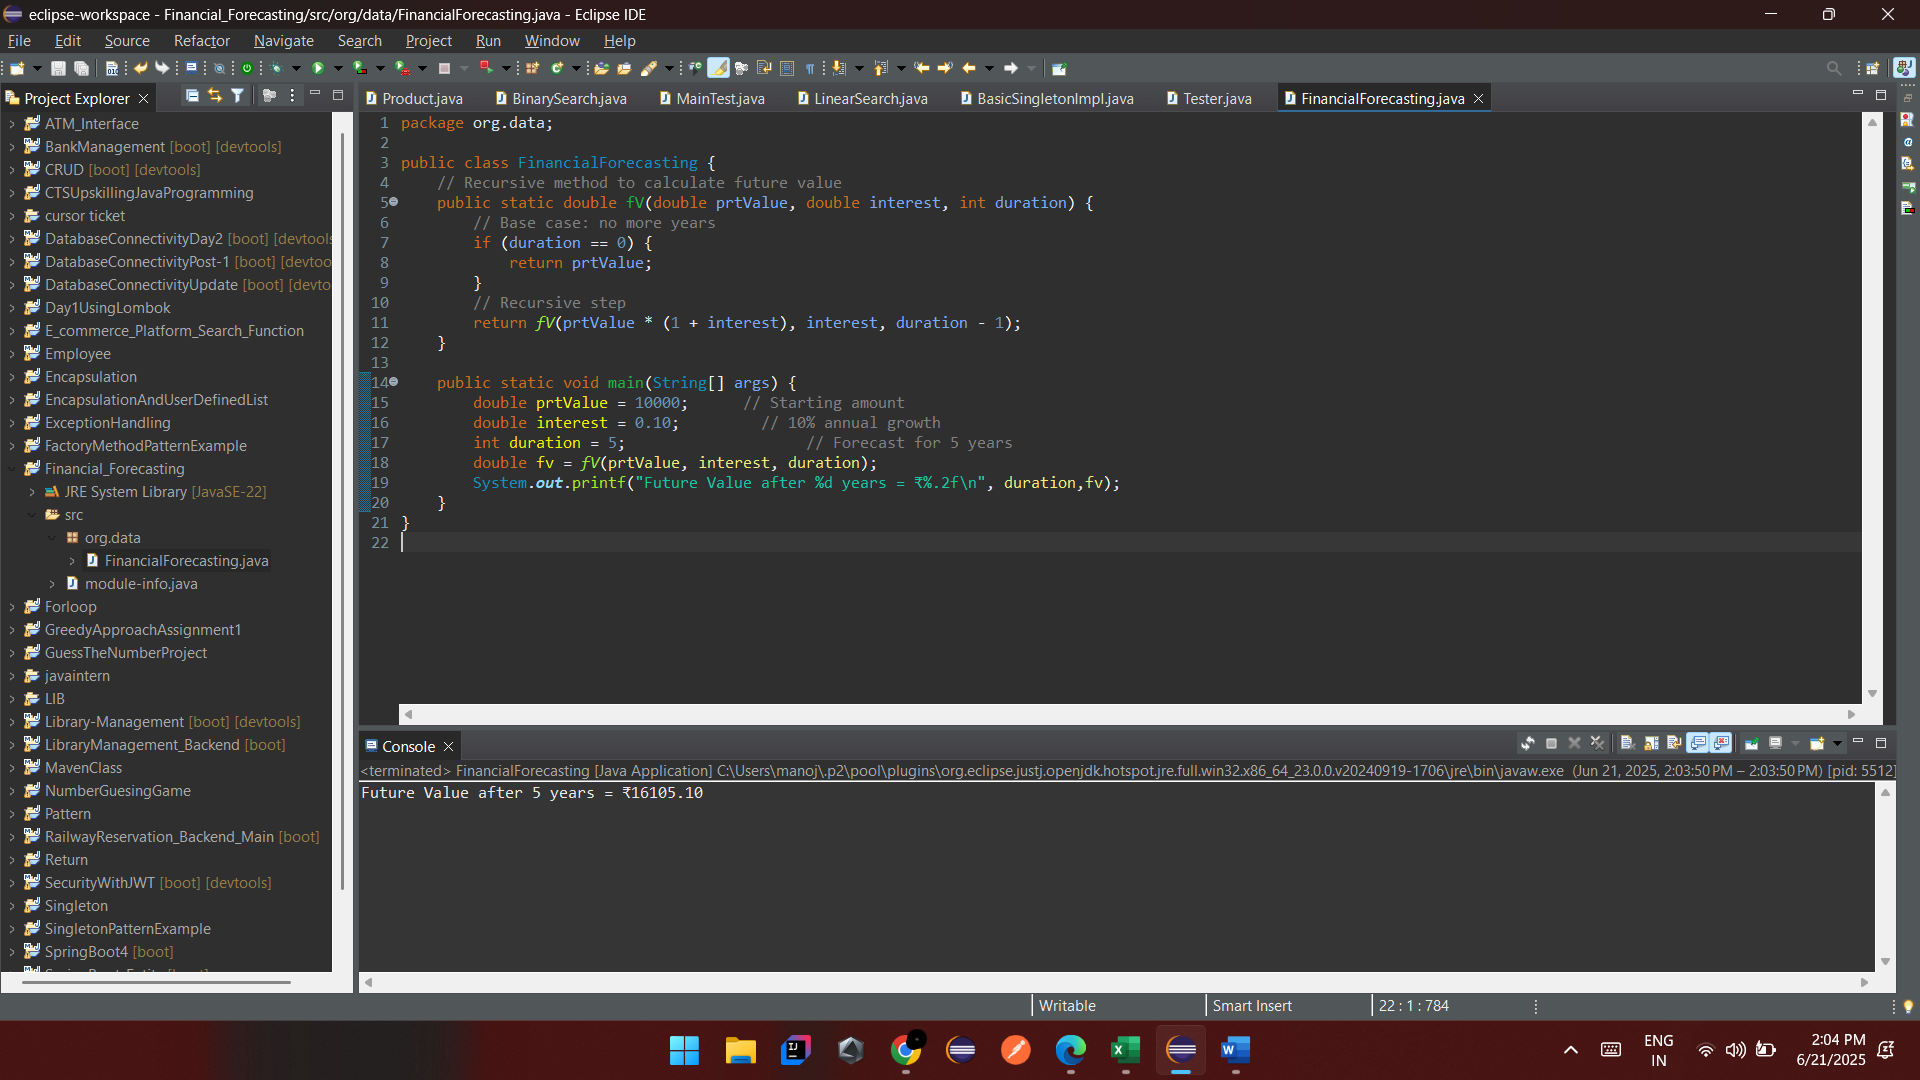 eclipse-workspace - Financial_Forecasting/src/org/data/FinancialForecasting.java - Eclipse IDE
File Edit Source Refactor Navigate Search Project Run Window Help
Project Explorer
ATM_Interface
BankManagement [boot] [devtools]
CRUD [boot] [devtools]
CTSUpskillingJavaProgramming
cursor ticket
DatabaseConnectivityDay2 [boot] [devtools
DatabaseConnectivityPost-1 [boot] [devtoo
DatabaseConnectivityUpdate [boot] [devto
Day1UsingLombok
E_commerce_Platform_Search_Function
Employee
Encapsulation
EncapsulationAndUserDefinedList
ExceptionHandling
FactoryMethodPatternExample
Financial_Forecasting
JRE System Library [JavaSE-22]
src
org.data
FinancialForecasting.java
module-info.java
Forloop
GreedyApproachAssignment1
GuessTheNumberProject
javaintern
LIB
Library-Management [boot] [devtools]
LibraryManagement_Backend [boot]
MavenClass
NumberGuesingGame
Pattern
RailwayReservation_Backend_Main [boot]
Return
SecurityWithJWT [boot] [devtools]
Singleton
SingletonPatternExample
SpringBoot4 [boot]
Product.java BinarySearch.java MainTest.java LinearSearch.java BasicSingletonImpl.java Tester.java FinancialForecasting.java
1 package org.data;
2
3 public class FinancialForecasting {
4     // Recursive method to calculate future value
5     public static double fV(double prtValue, double interest, int duration) {
6         // Base case: no more years
7         if (duration == 0) {
8             return prtValue;
9         }
10         // Recursive step
11         return fV(prtValue * (1 + interest), interest, duration - 1);
12     }
13
14     public static void main(String[] args) {
15         double prtValue = 10000;      // Starting amount
16         double interest = 0.10;         // 10% annual growth
17         int duration = 5;                    // Forecast for 5 years
18         double fv = fV(prtValue, interest, duration);
19         System.out.printf("Future Value after %d years = ₹%.2f\n", duration,fv);
20     }
21 }
22
Console
<terminated> FinancialForecasting [Java Application] C:\Users\manoj\.p2\pool\plugins\org.eclipse.justj.openjdk.hotspot.jre.full.win32.x86_64_23.0.0.v20240919-1706\jre\bin\javaw.exe (Jun 21, 2025, 2:03:50 PM – 2:03:50 PM) [pid: 5512]
Future Value after 5 years = ₹16105.10
Writable Smart Insert 22 : 1 : 784
ENG
IN
2:04 PM
6/21/2025